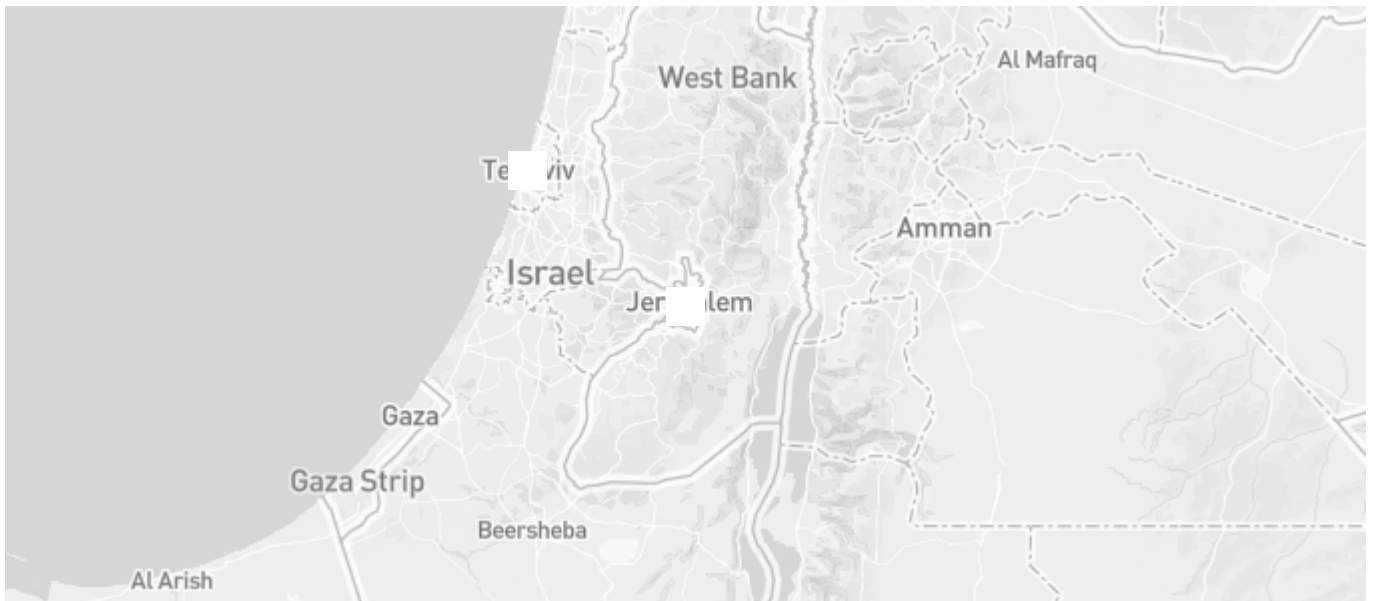 Al Mafraq
West Bank
Amman
Israel
Gaza
Gaza Strip
Beersheba
Al Arish